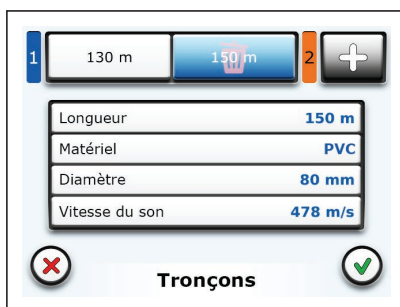 1 130 m 150 m 2
Longueur 150 m
Matériel PVC
Diamètre 80 mm
Vitesse du son 478 m/s
Tronçons